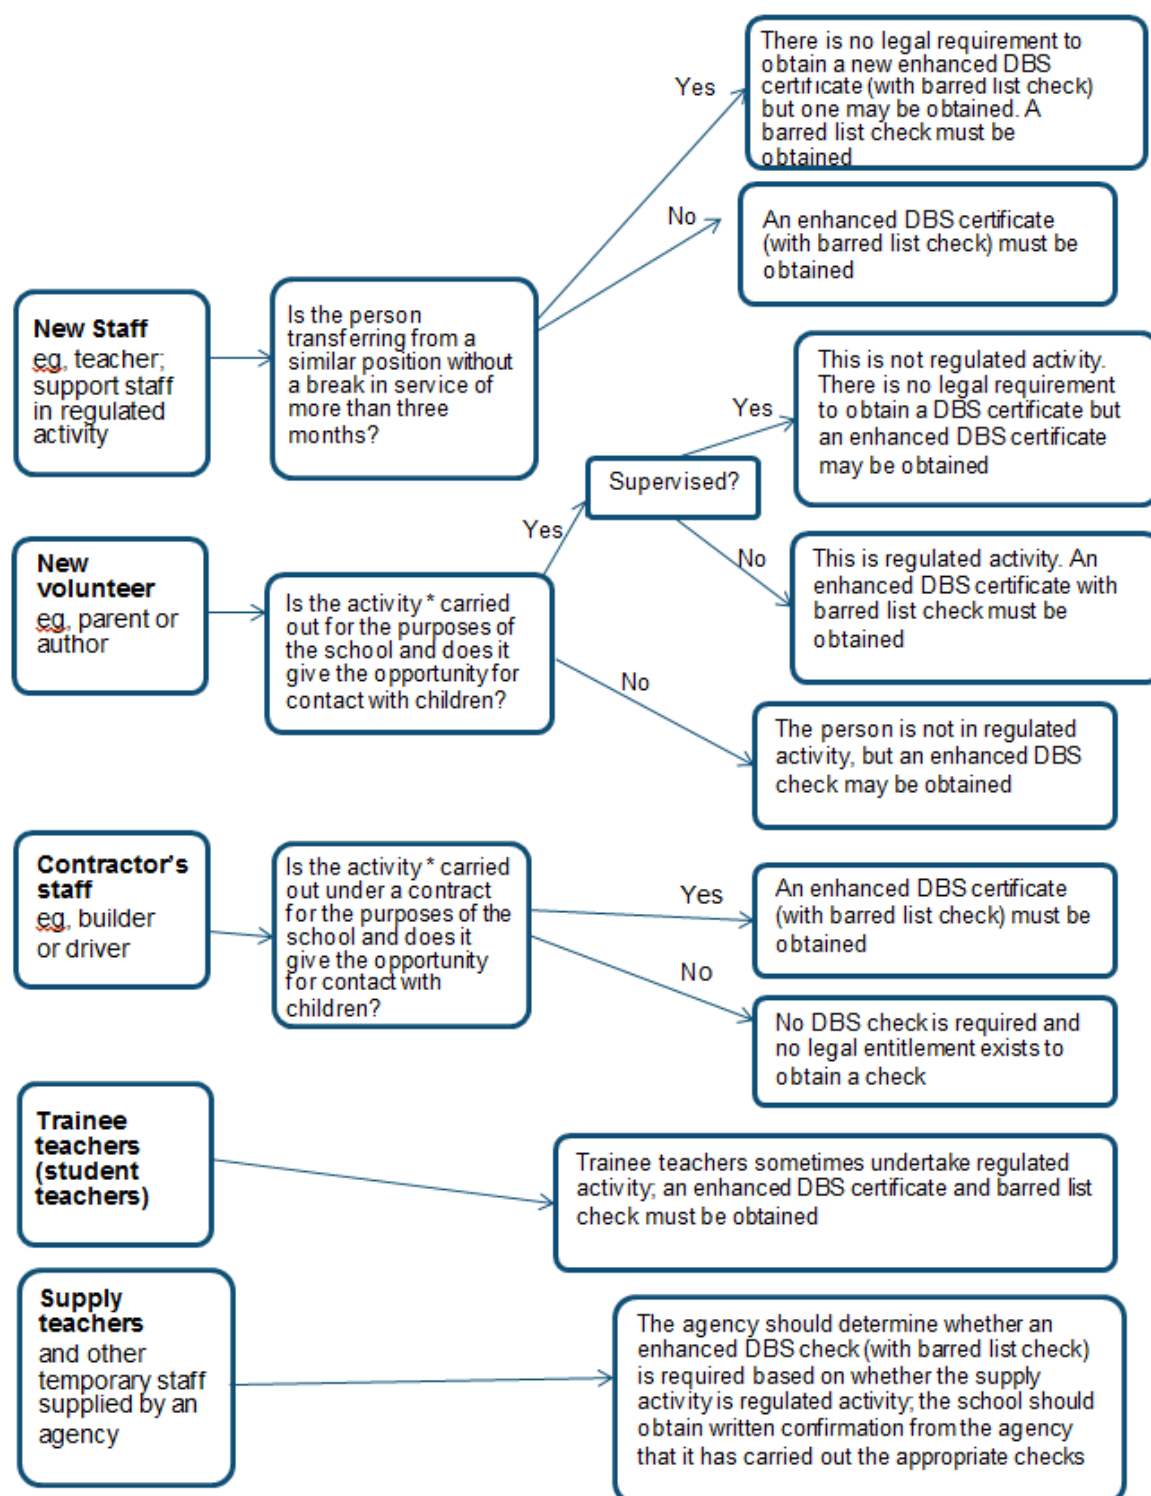 There is no legal requirement to
obtain a new enhanced DBS
certificate (with barred list check)
but one may be obtained. A
barred list check must be
obtained
Yes
No
An enhanced DBS certificate
(with barred list check) must be
obtained
New Staff
eg, teacher;
support staff
in regulated
activity
Is the person
transferring from a
similar position without
a break in service of
more than three
months?
This is not regulated activity.
There is no legal requirement
to obtain a DBS certificate but
an enhanced DBS certificate
may be obtained
Yes
Supervised?
Yes
No
This is regulated activity. An
enhanced DBS certificate with
barred list check must be
obtained
New
volunteer
eg, parent or
author
Is the activity * carried
out for the purposes of
the school and does it
give the opportunity for
contact with children?
No
The person is not in regulated
activity, but an enhanced DBS
check may be obtained
Contractor's
staff
eg, builder
or driver
Is the activity * carried
out under a contract
for the purposes of the
school and does it
give the opportunity
for contact with
children?
Yes
An enhanced DBS certificate
(with barred list check) must be
obtained
No
No DBS check is required and
no legal entitlement exists to
obtain a check
Trainee
teachers
(student
teachers)
Trainee teachers sometimes undertake regulated
activity; an enhanced DBS certificate and barred list
check must be obtained
Supply
teachers
and other
temporary staff
supplied by an
agency
The agency should determine whether an
enhanced DBS check (with barred list check)
is required based on whether the supply
activity is regulated activity; the school should
obtain written confirmation from the agency
that it has carried out the appropriate checks